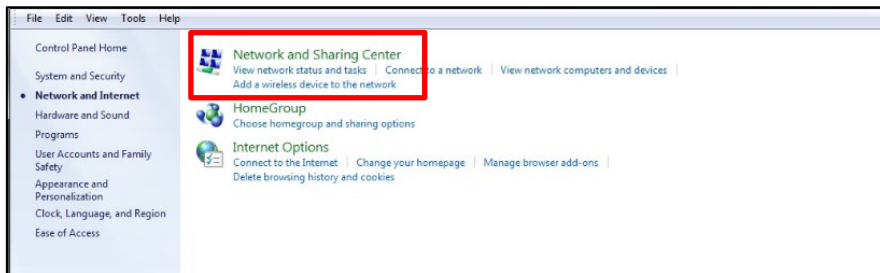 File Edit View Tools Help
Control Panel Home
System and Security
Network and Internet
Hardware and Sound
Programs
User Accounts and Family
Safety
Appearance and
Personalization
Clock, Language, and Region
Ease of Access
Network and Sharing Center
View network status and tasks Connect to a network View network computers and devices
Add a wireless device to the network
HomeGroup
Choose homegroup and sharing options
Internet Options
Connect to the Internet Change your homepage Manage browser add-ons
Delete browsing history and cookies